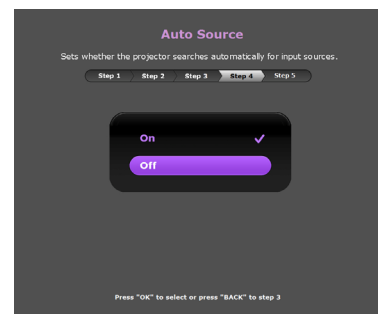 Auto Source
Sets whether the projector searches automatically for input sources.
Step 1 Step 2 Step 3 Step 4 Step 5
On
Off
Press "OK" to select or press "BACK" to step 3